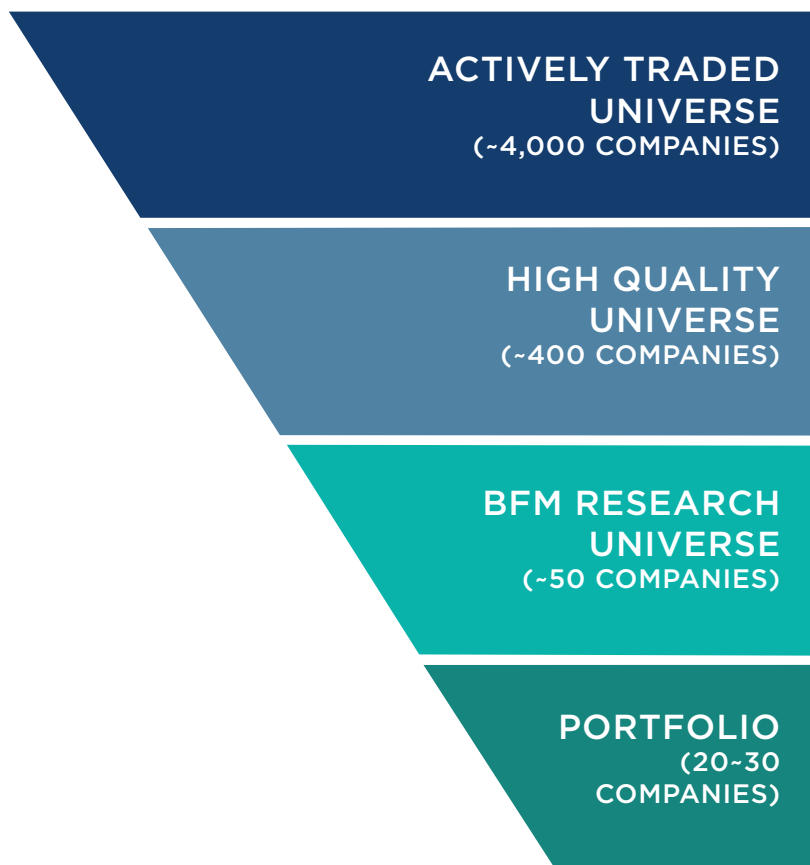 ACTIVELY TRADED
UNIVERSE
(~4,000 COMPANIES)
HIGH QUALITY
UNIVERSE
(~400 COMPANIES)
BFM RESEARCH
UNIVERSE
(~50 COMPANIES)
PORTFOLIO
(20~30
COMPANIES)